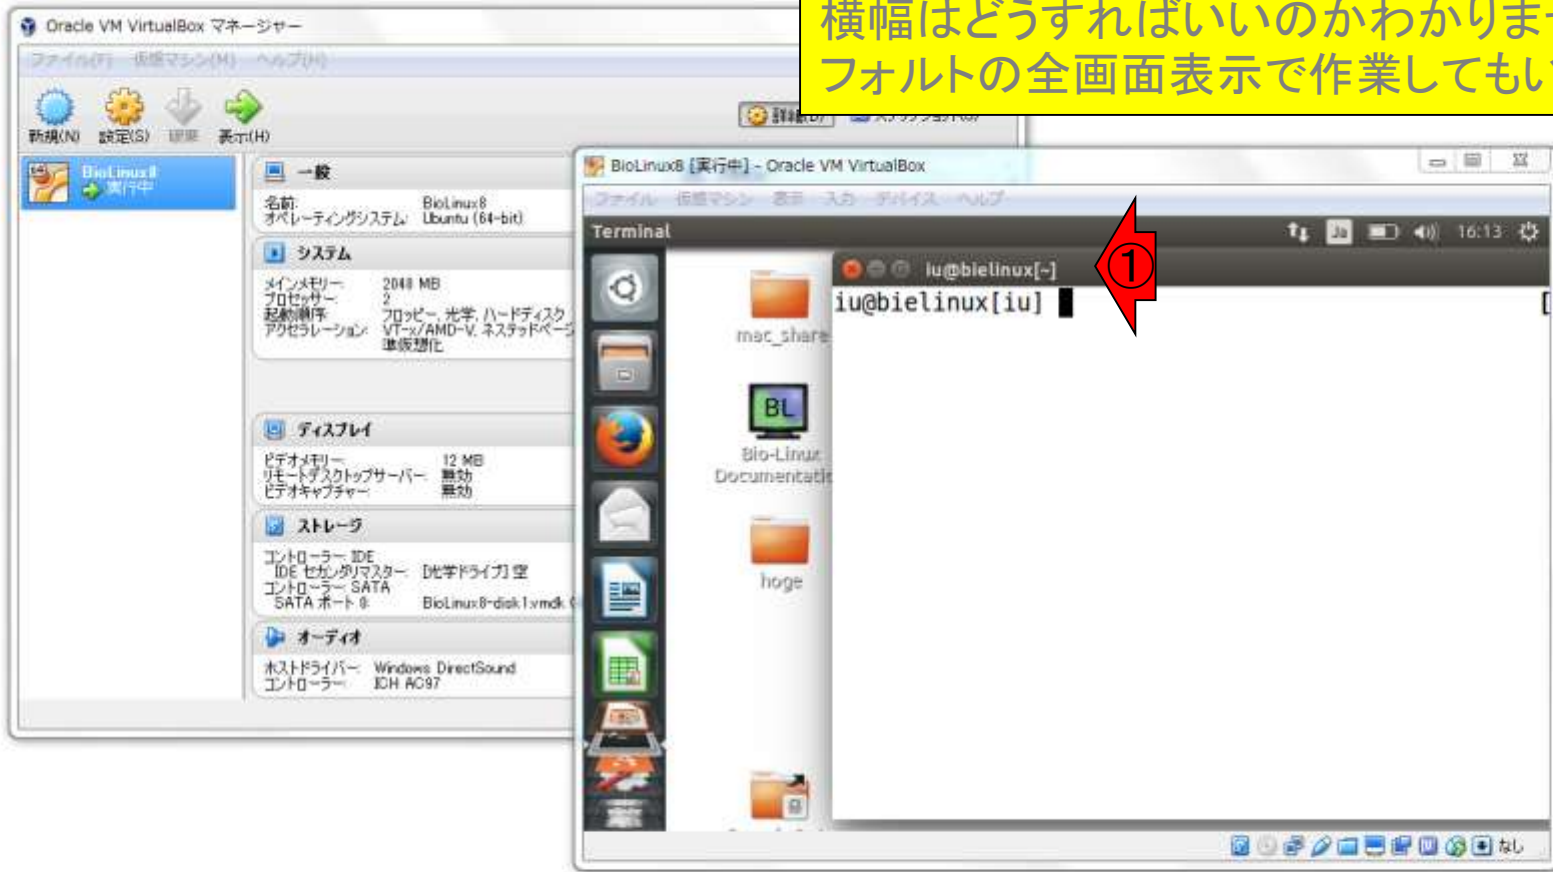 横幅はどうすればいいのかわかりませ
フォルトの全画面表示で作業してもい
Oracle VM VirtualBox マネージャー
ファイル(F) 仮想マシン(M) ヘルプ(H)
新規(N) 設定(S) 破棄 表示(H)
詳細(D)
BioLinux8
実行中
一般
名前: BioLinux8
オペレーティングシステム: Ubuntu (64-bit)
システム
メインメモリー: 2048 MB
プロセッサー: 2
起動順序: フロッピー, 光学, ハードディスク
アクセラレーション: VT-x/AMD-V, ネステッドページ
準仮想化
ディスプレイ
ビデオメモリー: 12 MB
リモートデスクトップサーバー: 無効
ビデオキャプチャー: 無効
ストレージ
コントローラー: IDE
IDE セカンダリマスター: [光学ドライブ] 空
コントローラー: SATA
SATA ポート 0: BioLinux8-disk1.vmdk
オーディオ
ホストドライバー: Windows DirectSound
コントローラー: ICH AC97
BioLinux8 [実行中] - Oracle VM VirtualBox
ファイル 仮想マシン 表示 入力 デバイス ヘルプ
Terminal
Ja 16:13
①
iu@bielinux[~]
iu@bielinux[iu] [
mac_share
BL
Bio-Linux
Documentatio
hoge
なし